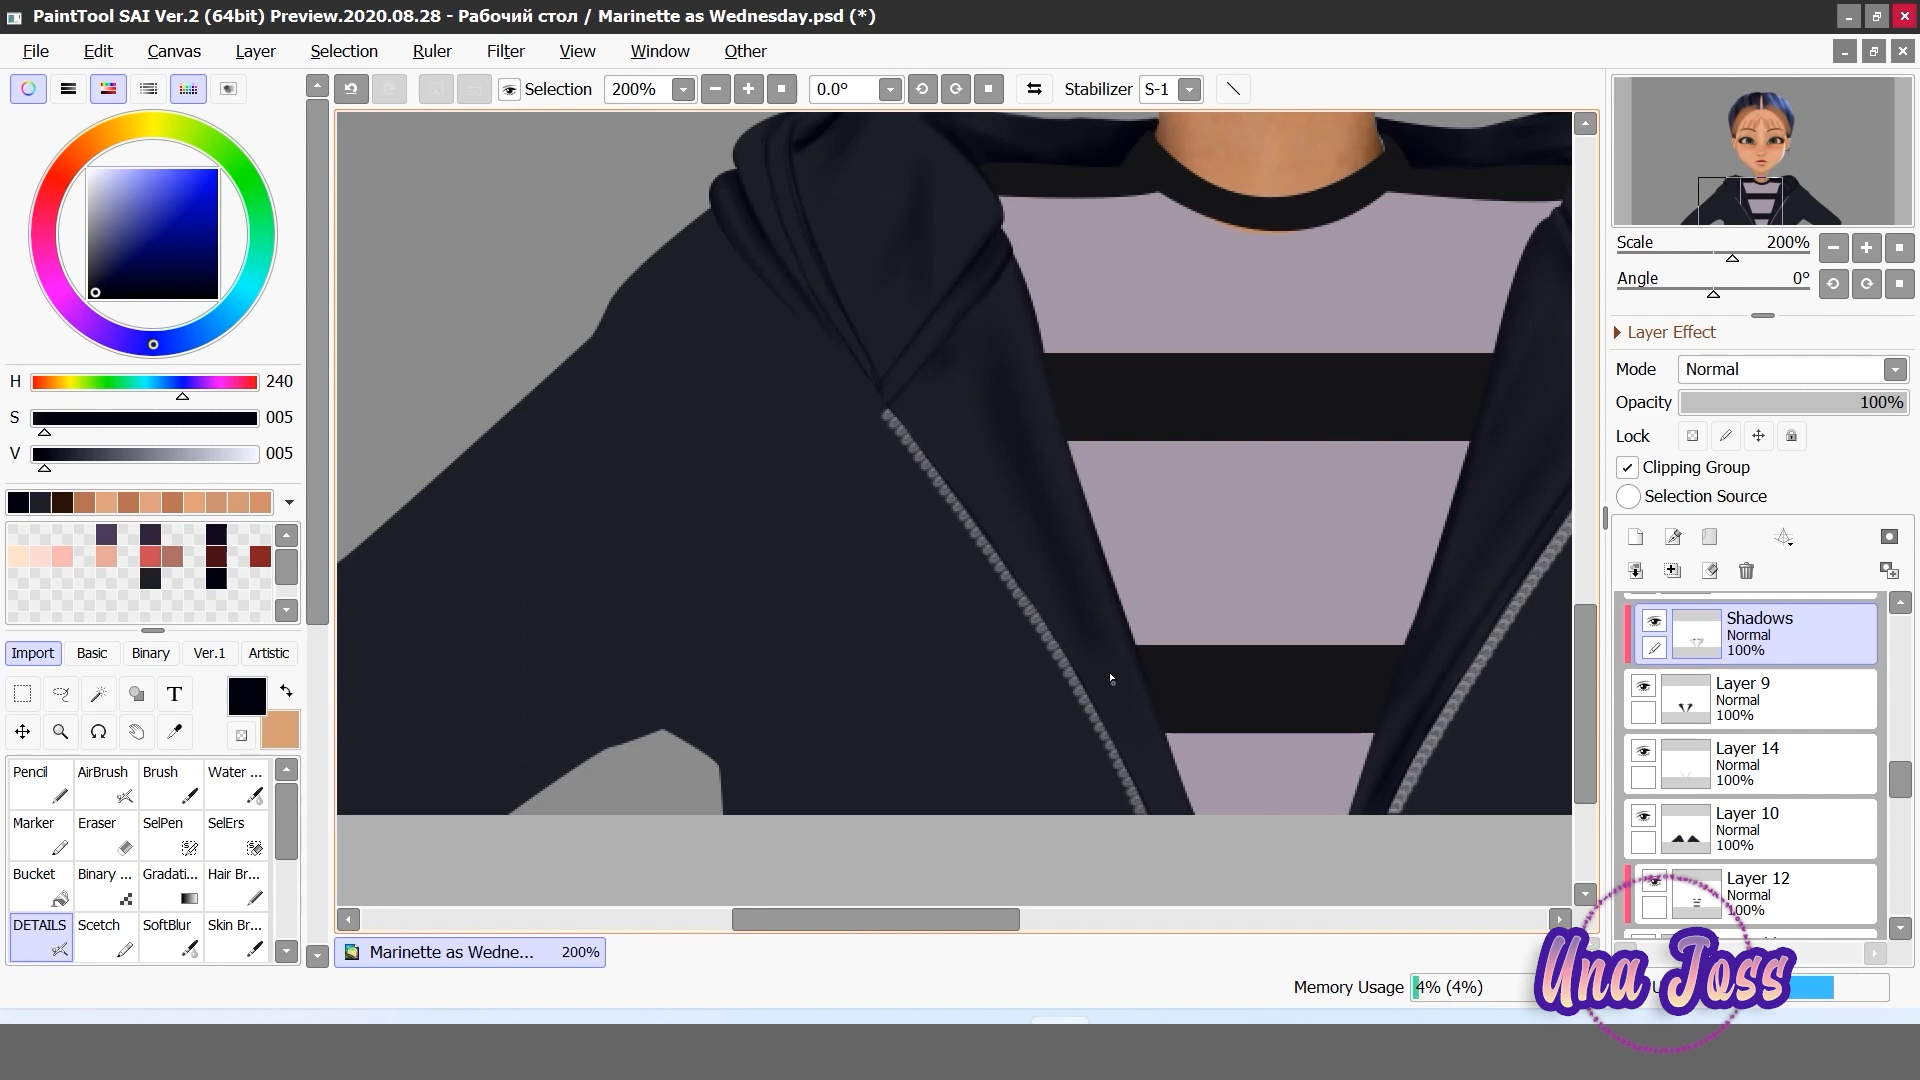 PaintTool SAI Ver.2 (64bit) Preview.2020.08.28 - Рабочий стол / Marinette as Wednesday.psd (*)
File Edit Canvas Layer Selection Ruler Filter View Window Other
Selection 200% 0.0° Stabilizer S-1
Scale 200%
Angle 0°
Layer Effect
Mode Normal
Opacity 100%
Lock
Clipping Group
Selection Source
H 240
S 005
V 005
Import Basic Binary Ver.1 Artistic
T
Pencil AirBrush Brush Water ...
Marker Eraser SelPen SelErs
Bucket Binary ... Gradati... Hair Br...
DETAILS Scetch SoftBlur Skin Br...
Shadows
Normal
100%
Layer 9
Normal
100%
Layer 14
Normal
100%
Layer 10
Normal
100%
Layer 12
Normal
100%
Marinette as Wedne... 200%
Memory Usage 4% (4%)
Una Joss